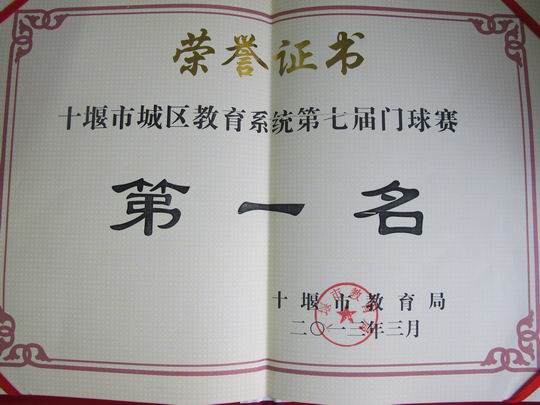 荣誉证书
十堰市城区教育系统第七届门球赛
第一名
十堰市教育局
二〇一三年三月